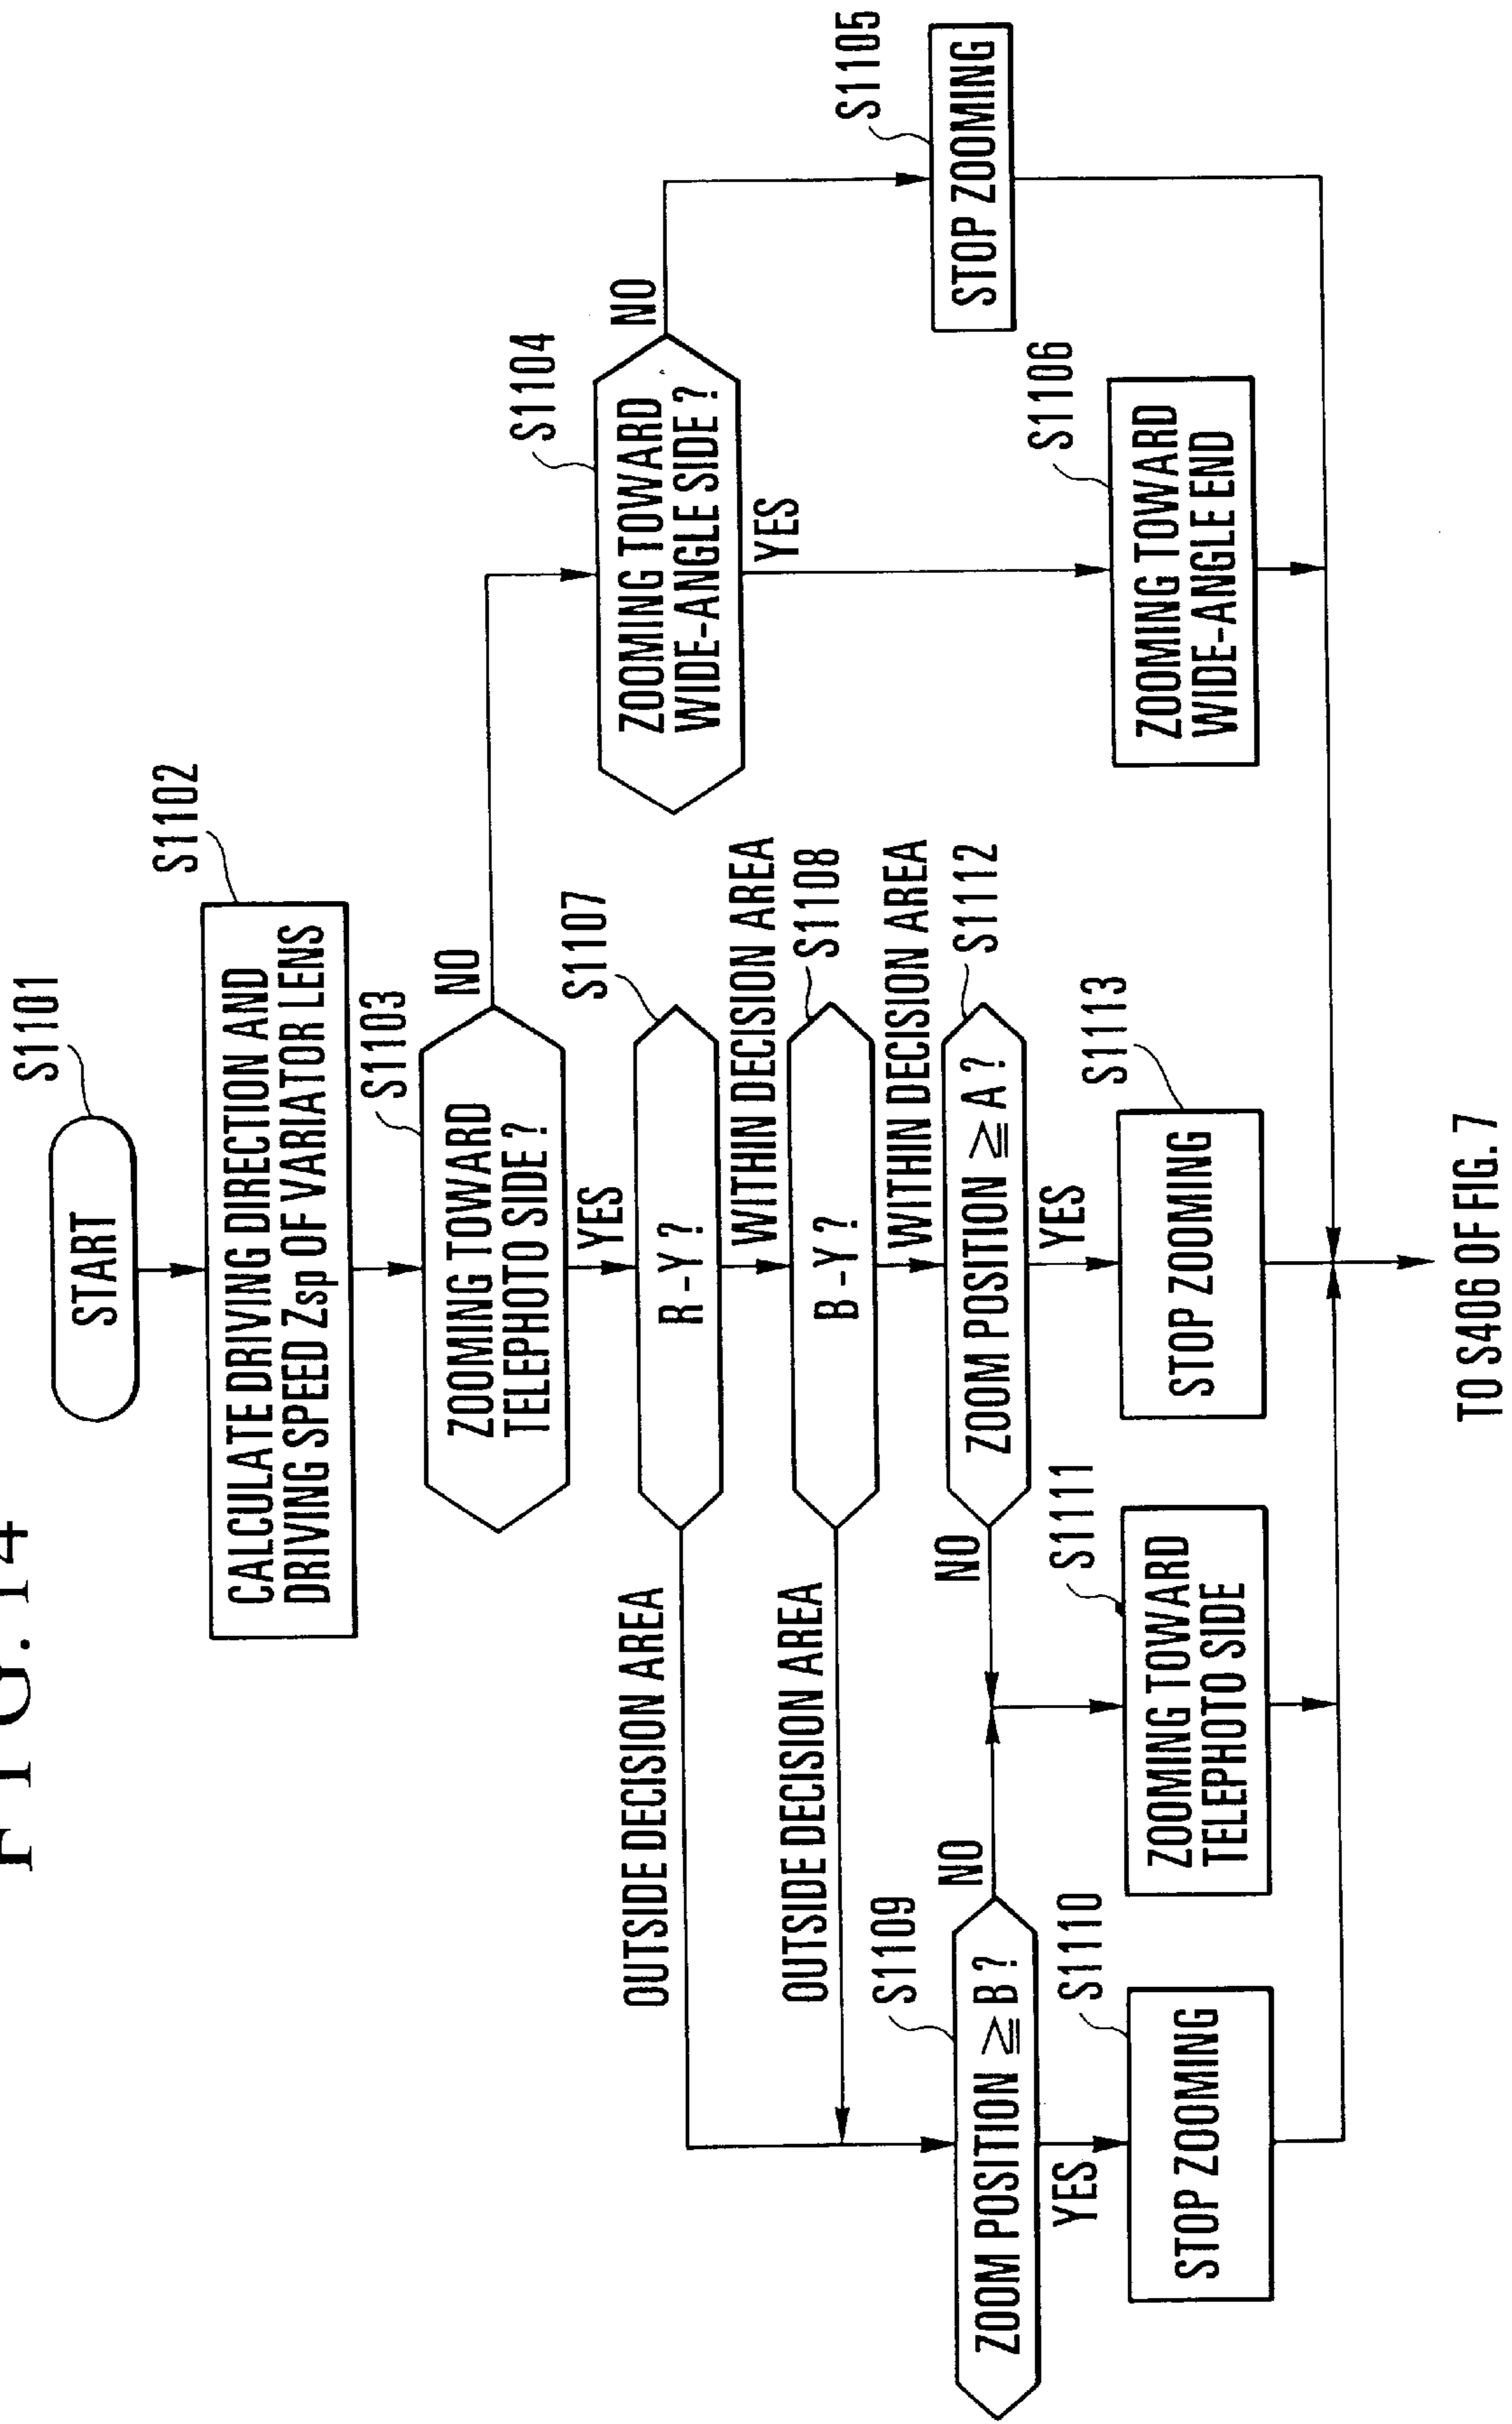 FIG.14
START
S1101
CALCULATE DRIVING DIRECTION AND
DRIVING SPEED Zsp OF VARIATOR LENS
S1102
ZOOMING TOWARD
TELEPHOTO SIDE ?
S1103
NO
YES
ZOOMING TOWARD
WIDE-ANGLE SIDE ?
S1104
NO
YES
R-Y ?
S1107
OUTSIDE DECISION AREA
WITHIN DECISION AREA
B-Y ?
S1108
OUTSIDE DECISION AREA
WITHIN DECISION AREA
ZOOM POSITION ≧ B ?
S1109
NO
YES
ZOOM POSITION ≧ A ?
S1112
NO
YES
STOP ZOOMING
S1105
STOP ZOOMING
S1110
ZOOMING TOWARD
TELEPHOTO SIDE
S1111
STOP ZOOMING
S1113
ZOOMING TOWARD
WIDE-ANGLE END
S1106
TO S406 OF FIG. 7